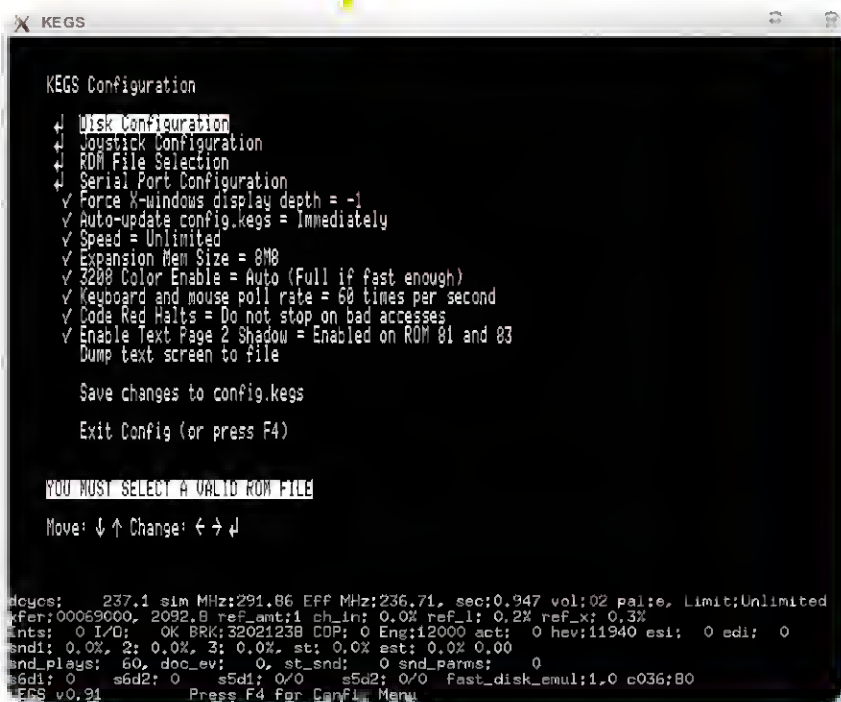 KEGS
KEGS Configuration
↲ Disk Configuration
↲ Joystick Configuration
↲ ROM File Selection
↲ Serial Port Configuration
√ Force X-windows display depth = -1
√ Auto-update config.kegs = Immediately
√ Speed = Unlimited
√ Expansion Mem Size = 8MB
√ 3200 Color Enable = Auto (Full if fast enough)
√ Keyboard and mouse poll rate = 60 times per second
√ Code Red Halts = Do not stop on bad accesses
√ Enable Text Page 2 Shadow = Enabled on ROM 01 and 03
Dump text screen to file
Save changes to config.kegs
Exit Config (or press F4)
YOU MUST SELECT A VALID ROM FILE
Move: ↓ ↑ Change: ← → ↲
dcycs: 237.1 sim MHz:291.86 Eff MHz:236.71, sec:0.947 vol:02 pal:e, Limit:Unlimited
xfer:00069000, 2092.8 ref_amt:1 ch_in: 0.0% ref_l: 0.2% ref_x: 0.3%
Ints: 0 I/O: 0K BRK:32021238 COP: 0 Eng:12000 act: 0 hev:11940 esi: 0 edi: 0
snd1: 0.0%, 2: 0.0%, 3: 0.0%, st: 0.0% est: 0.0% 0.00
snd_plays: 60, doc_ev: 0, st_snd: 0 snd_parms: 0
s6d1: 0 s6d2: 0 s5d1: 0/0 s5d2: 0/0 fast_disk_emul:1,0 c036:80
KEGS v0.91 Press F4 for Config Menu